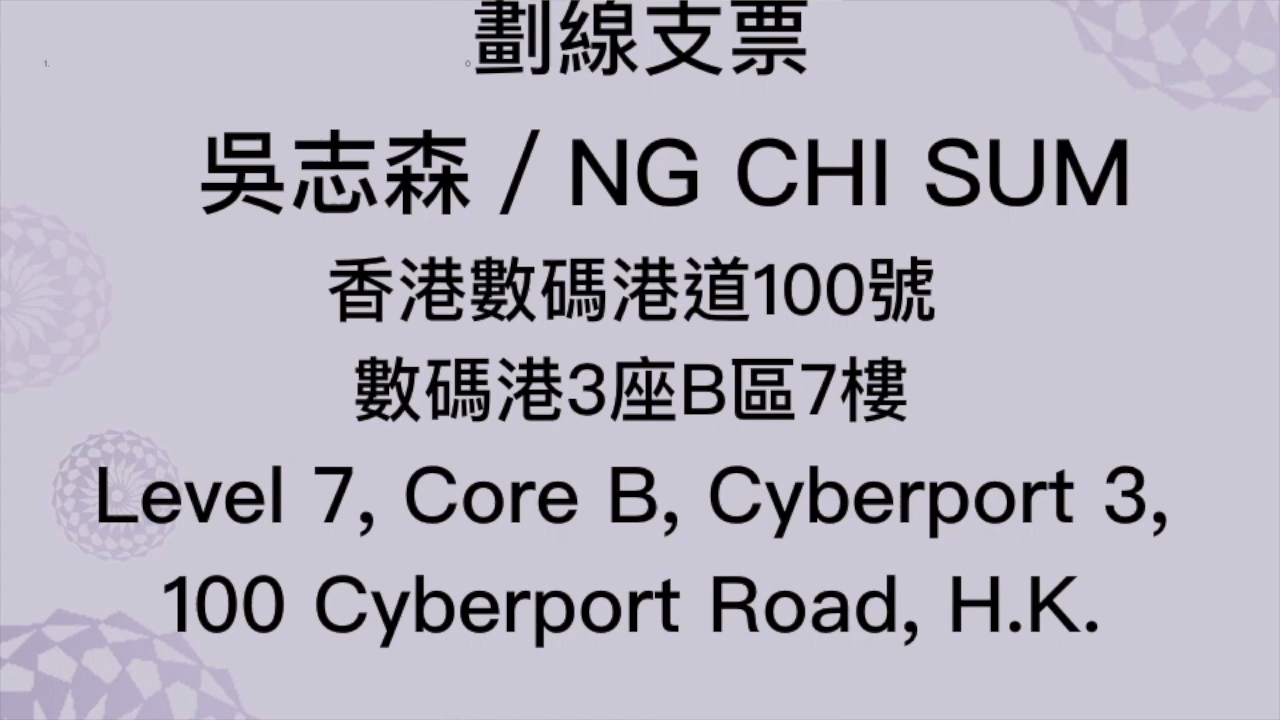 劃線支票
吳志森 / NG CHI SUM
香港數碼港道100號
數碼港3座B區7樓
Level 7, Core B, Cyberport 3,
100 Cyberport Road, H.K.